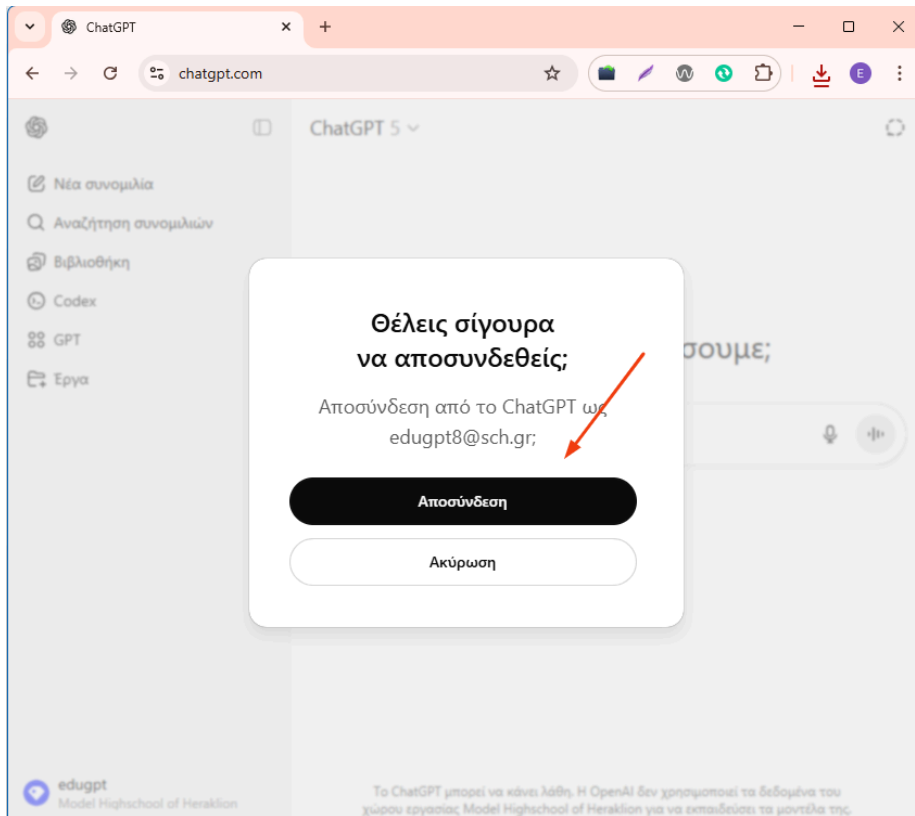 ChatGPT
chatgpt.com
E
ChatGPT 5
Νέα συνομιλία
Αναζήτηση συνομιλιών
Βιβλιοθήκη
Codex
GPT
Έργα
σουμε;
Θέλεις σίγουρα
να αποσυνδεθείς;
Αποσύνδεση από το ChatGPT ως
edugpt8@sch.gr;
Αποσύνδεση
Ακύρωση
edugpt
Model Highschool of Heraklion
Το ChatGPT μπορεί να κάνει λάθη. Η OpenAI δεν χρησιμοποιεί τα δεδομένα του
χώρου εργασίας Model Highschool of Heraklion για να εκπαιδεύσει τα μοντέλα της.